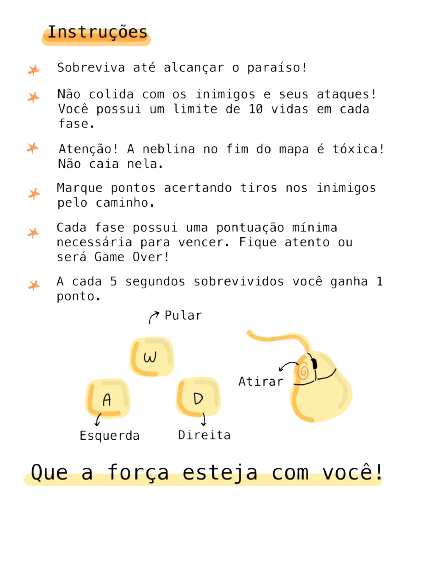 Instruções
Sobreviva até alcançar o paraíso!
Não colida com os inimigos e seus ataques!
Você possui um limite de 10 vidas em cada
fase.
Atenção! A neblina no fim do mapa é tóxica!
Não caia nela.
Marque pontos acertando tiros nos inimigos
pelo caminho.
Cada fase possui uma pontuação mínima
necessária para vencer. Fique atento ou
será Game Over!
A cada 5 segundos sobrevividos você ganha 1
ponto.
Pular
W
Atirar
A
D
Esquerda
Direita
Que a força esteja com você!